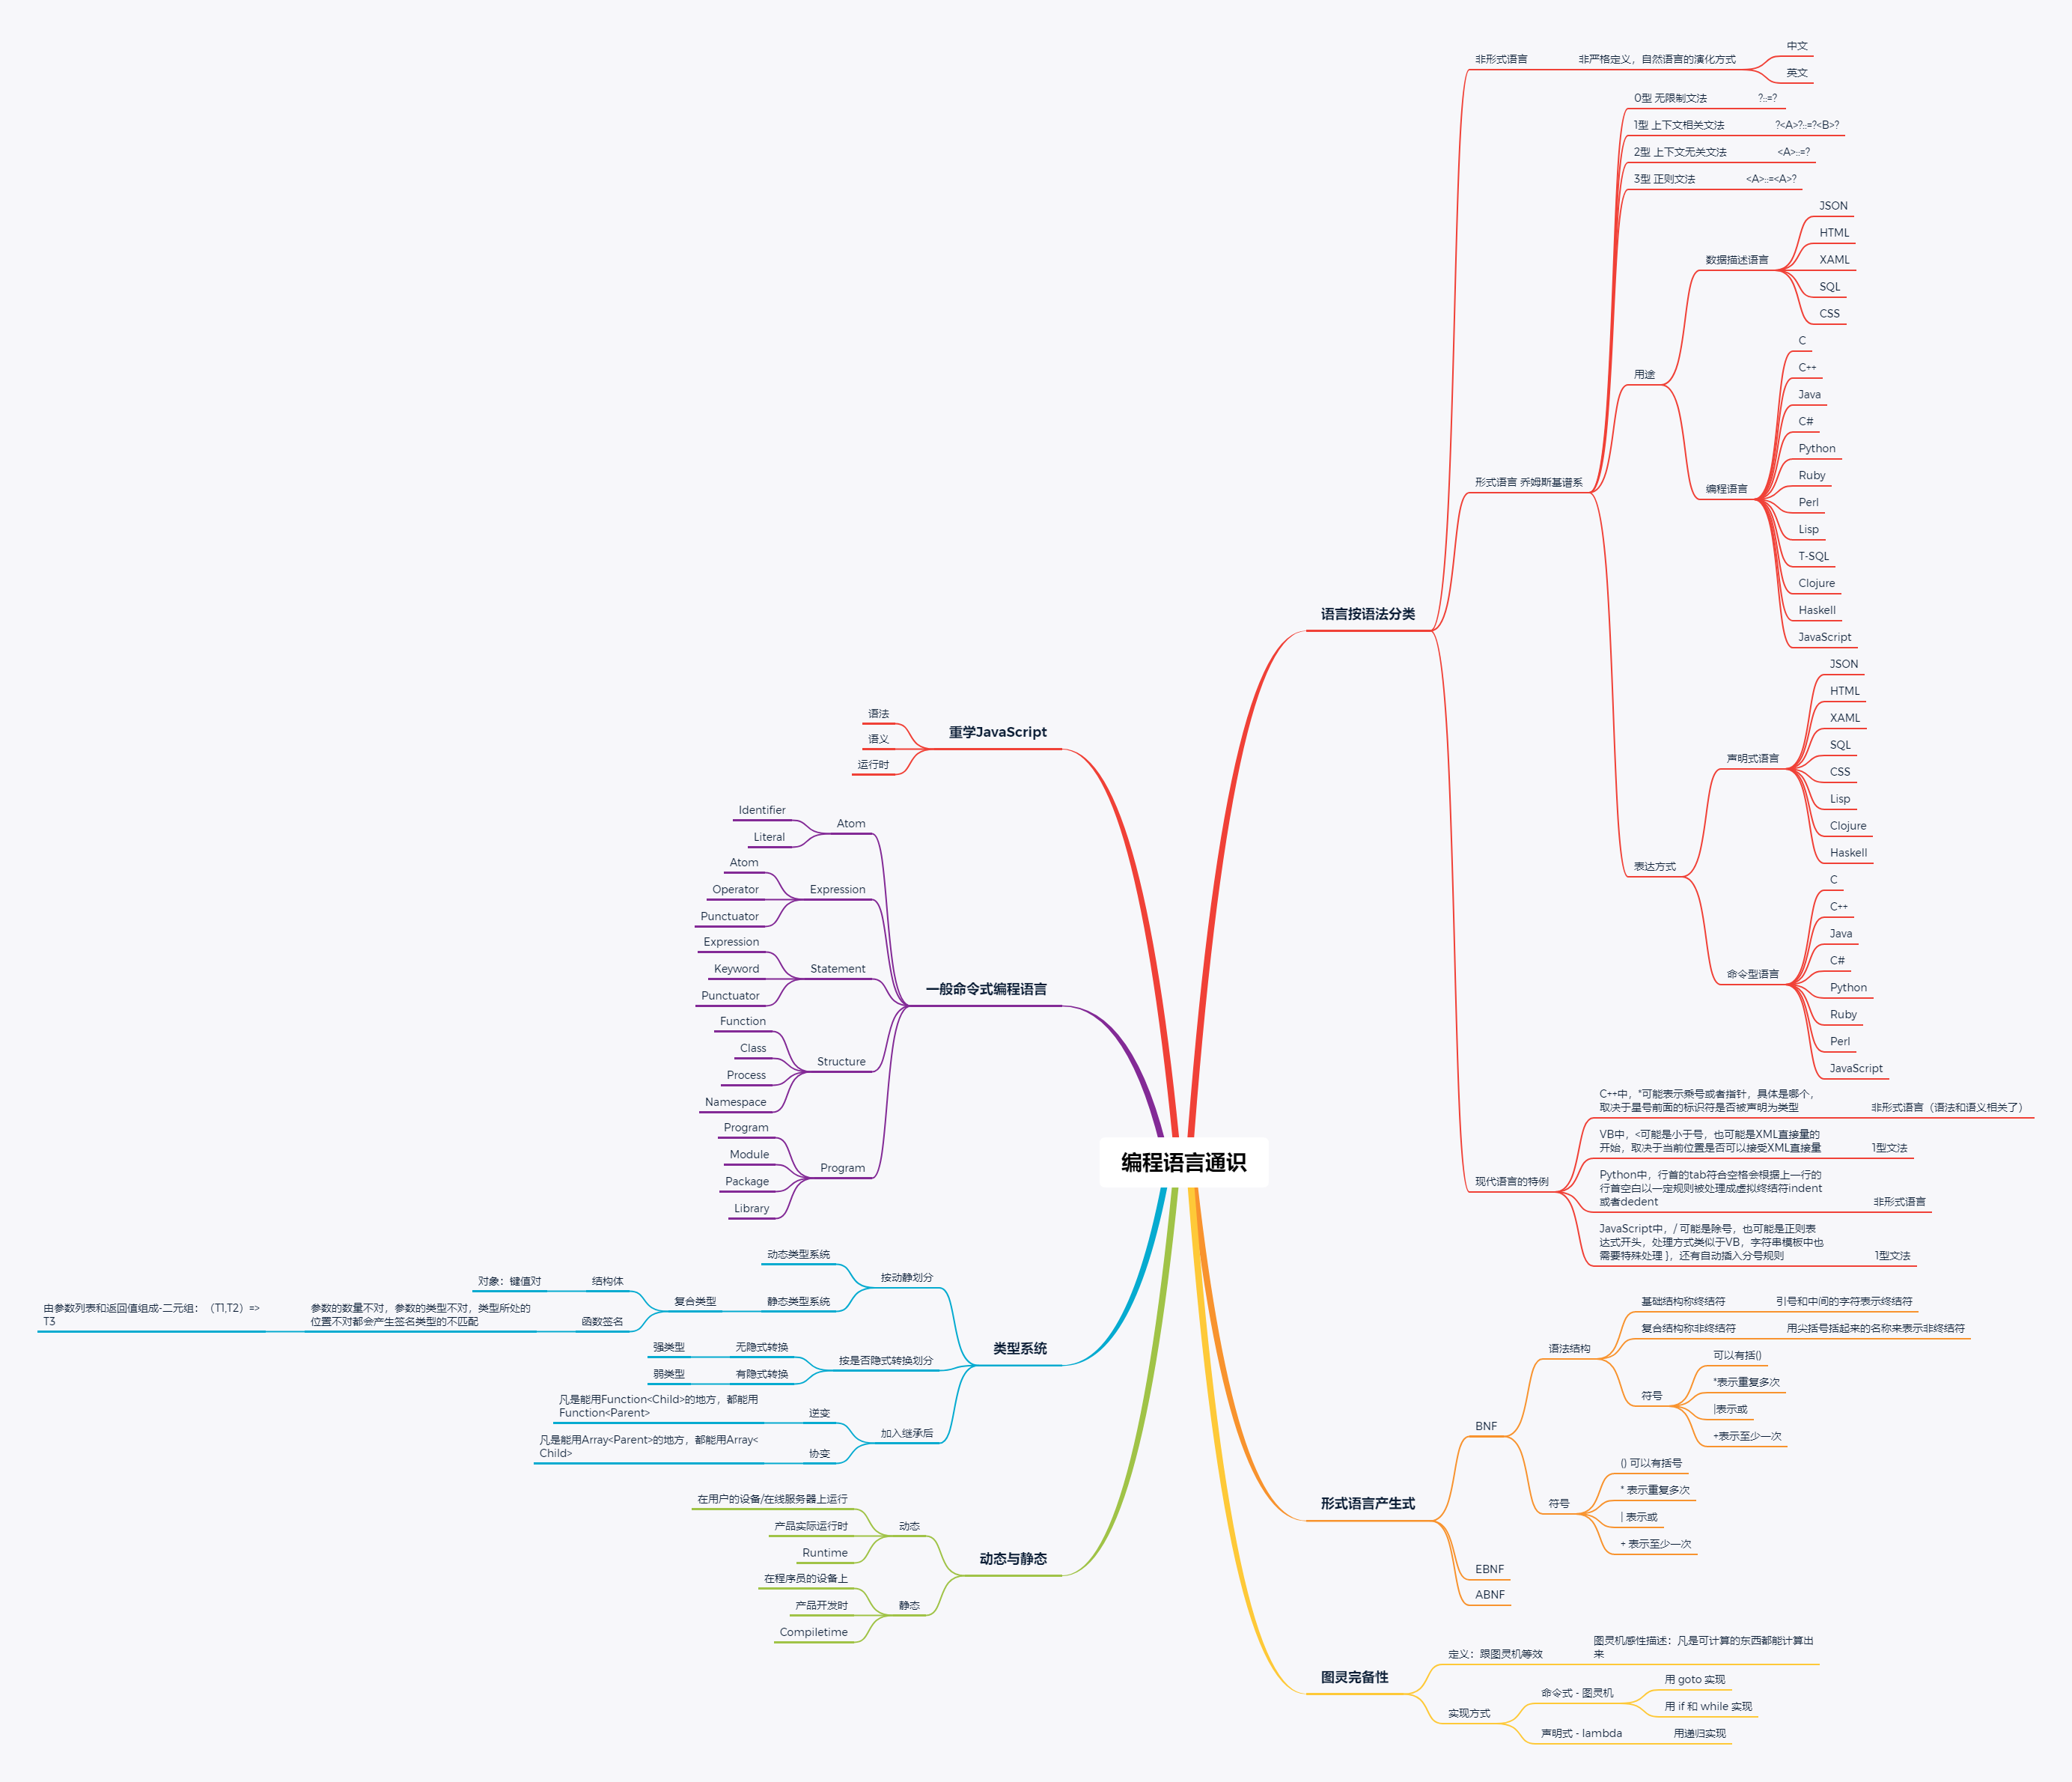 编程语言通识
语言按语法分类
非形式语言
非严格定义，自然语言的演化方式
中文
英文
形式语言 乔姆斯基谱系
0型 无限制文法
?::=?
1型 上下文相关文法
?<A>?::=?<B>?
2型 上下文无关文法
<A>::=?
3型 正则文法
<A>::=<A>?
用途
数据描述语言
JSON
HTML
XAML
SQL
CSS
编程语言
C
C++
Java
C#
Python
Ruby
Perl
Lisp
T-SQL
Clojure
Haskell
JavaScript
表达方式
声明式语言
JSON
HTML
XAML
SQL
CSS
Lisp
Clojure
Haskell
命令型语言
C
C++
Java
C#
Python
Ruby
Perl
JavaScript
现代语言的特例
C++中，*可能表示乘号或者指针，具体是哪个，
取决于星号前面的标识符是否被声明为类型
非形式语言（语法和语义相关了）
VB中，<可能是小于号，也可能是XML直接量的
开始，取决于当前位置是否可以接受XML直接量
1型文法
Python中，行首的tab符合空格会根据上一行的
行首空白以一定规则被处理成虚拟终结符indent
或者dedent
非形式语言
JavaScript中，/ 可能是除号，也可能是正则表
达式开头，处理方式类似于VB，字符串模板中也
需要特殊处理 }，还有自动插入分号规则
1型文法
形式语言产生式
BNF
语法结构
基础结构称终结符
引号和中间的字符表示终结符
复合结构称非终结符
用尖括号括起来的名称来表示非终结符
符号
可以有括()
*表示重复多次
|表示或
+表示至少一次
符号
() 可以有括号
* 表示重复多次
| 表示或
+ 表示至少一次
EBNF
ABNF
图灵完备性
定义：跟图灵机等效
图灵机感性描述：凡是可计算的东西都能计算出
来
实现方式
命令式 - 图灵机
用 goto 实现
用 if 和 while 实现
声明式 - lambda
用递归实现
重学JavaScript
语法
语义
运行时
一般命令式编程语言
Atom
Identifier
Literal
Expression
Atom
Operator
Punctuator
Statement
Expression
Keyword
Punctuator
Structure
Function
Class
Process
Namespace
Program
Program
Module
Package
Library
类型系统
按动静划分
动态类型系统
静态类型系统
复合类型
结构体
对象：键值对
函数签名
参数的数量不对，参数的类型不对，类型所处的
位置不对都会产生签名类型的不匹配
由参数列表和返回值组成-二元组：（T1,T2）=>
T3
按是否隐式转换划分
无隐式转换
强类型
有隐式转换
弱类型
加入继承后
逆变
凡是能用Function<Child>的地方，都能用
Function<Parent>
协变
凡是能用Array<Parent>的地方，都能用Array<
Child>
动态与静态
动态
在用户的设备/在线服务器上运行
产品实际运行时
Runtime
静态
在程序员的设备上
产品开发时
Compiletime